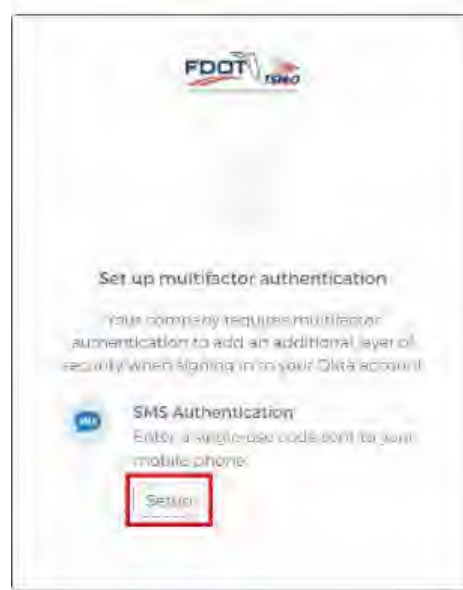 FDOT
TSM&O
Set up multifactor authentication
Your company requires multifactor
authentication to add an additional layer of
security when signing in to your Okta account
SMS Authentication
Enter a single-use code sent to your
mobile phone.
Setup